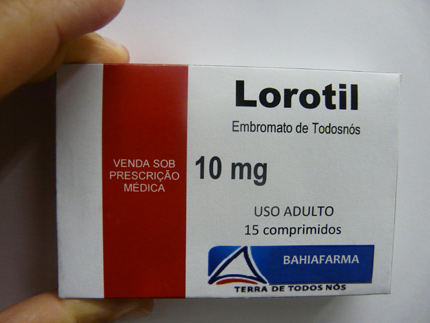 Lorotil
Embromato de Todosnós
VENDA SOB
PRESCRIÇÃO
MÉDICA
10 mg
USO ADULTO
15 comprimidos
BAHIAFARMA
TERRA DE TODOS NÓS